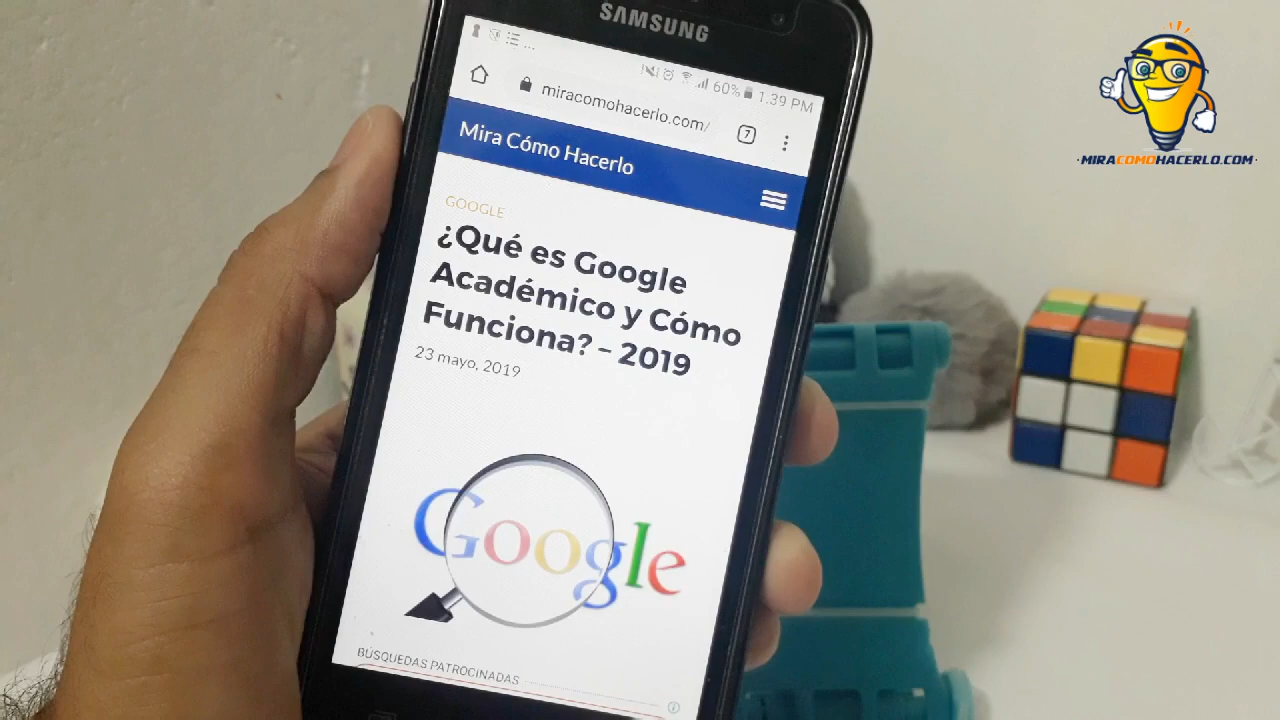 SAMSUNG
60% 1.39 PM
miracomohacerlo.com/
7
Mira Cómo Hacerlo
GOOGLE
¿Qué es Google
Académico y Cómo
Funciona? – 2019
23 mayo, 2019
Google
BÚSQUEDAS PATROCINADAS
·MIRACOMOHACERLO.COM·